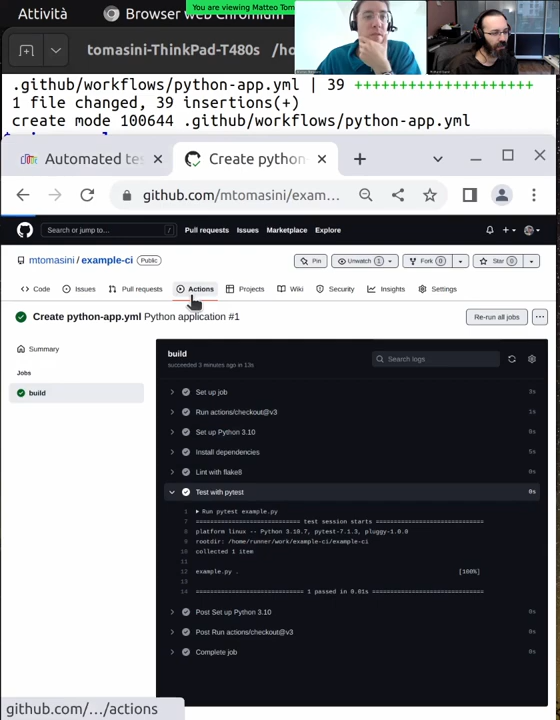 You are viewing Matteo Tom
Attività
Browser web Chromium
tomasini-ThinkPad-T480s
.github/workflows/python-app.yml | 39 ++++++++++++++++++++
1 file changed, 39 insertions(+)
create mode 100644 .github/workflows/python-app.yml
Automated te
Create python-
github.com/mtomasini/exam...
Search or jump to...
/
Pull requests
Issues
Marketplace
Explore
mtomasini / example-ci
Public
Pin
Unwatch
1
Fork
0
Star
0
Code
Issues
Pull requests
Actions
Projects
Wiki
Security
Insights
Settings
Create python-app.yml Python application #1
Re-run all jobs
...
Summary
Jobs
build
build
succeeded 3 minutes ago in 13s
Search logs
Set up job
3s
Run actions/checkout@v3
1s
Set up Python 3.10
0s
Install dependencies
5s
Lint with flake8
0s
Test with pytest
0s
1 Run pytest example.py
7 ============================ test session starts =============================
8 platform linux -- Python 3.10.7, pytest-7.1.3, pluggy-1.0.0
9 rootdir: /home/runner/work/example-ci/example-ci
10 collected 1 item
11
12 example.py . [100%]
13
14 ============================ 1 passed in 0.01s =============================
Post Set up Python 3.10
0s
Post Run actions/checkout@v3
0s
Complete job
0s
github.com/.../actions